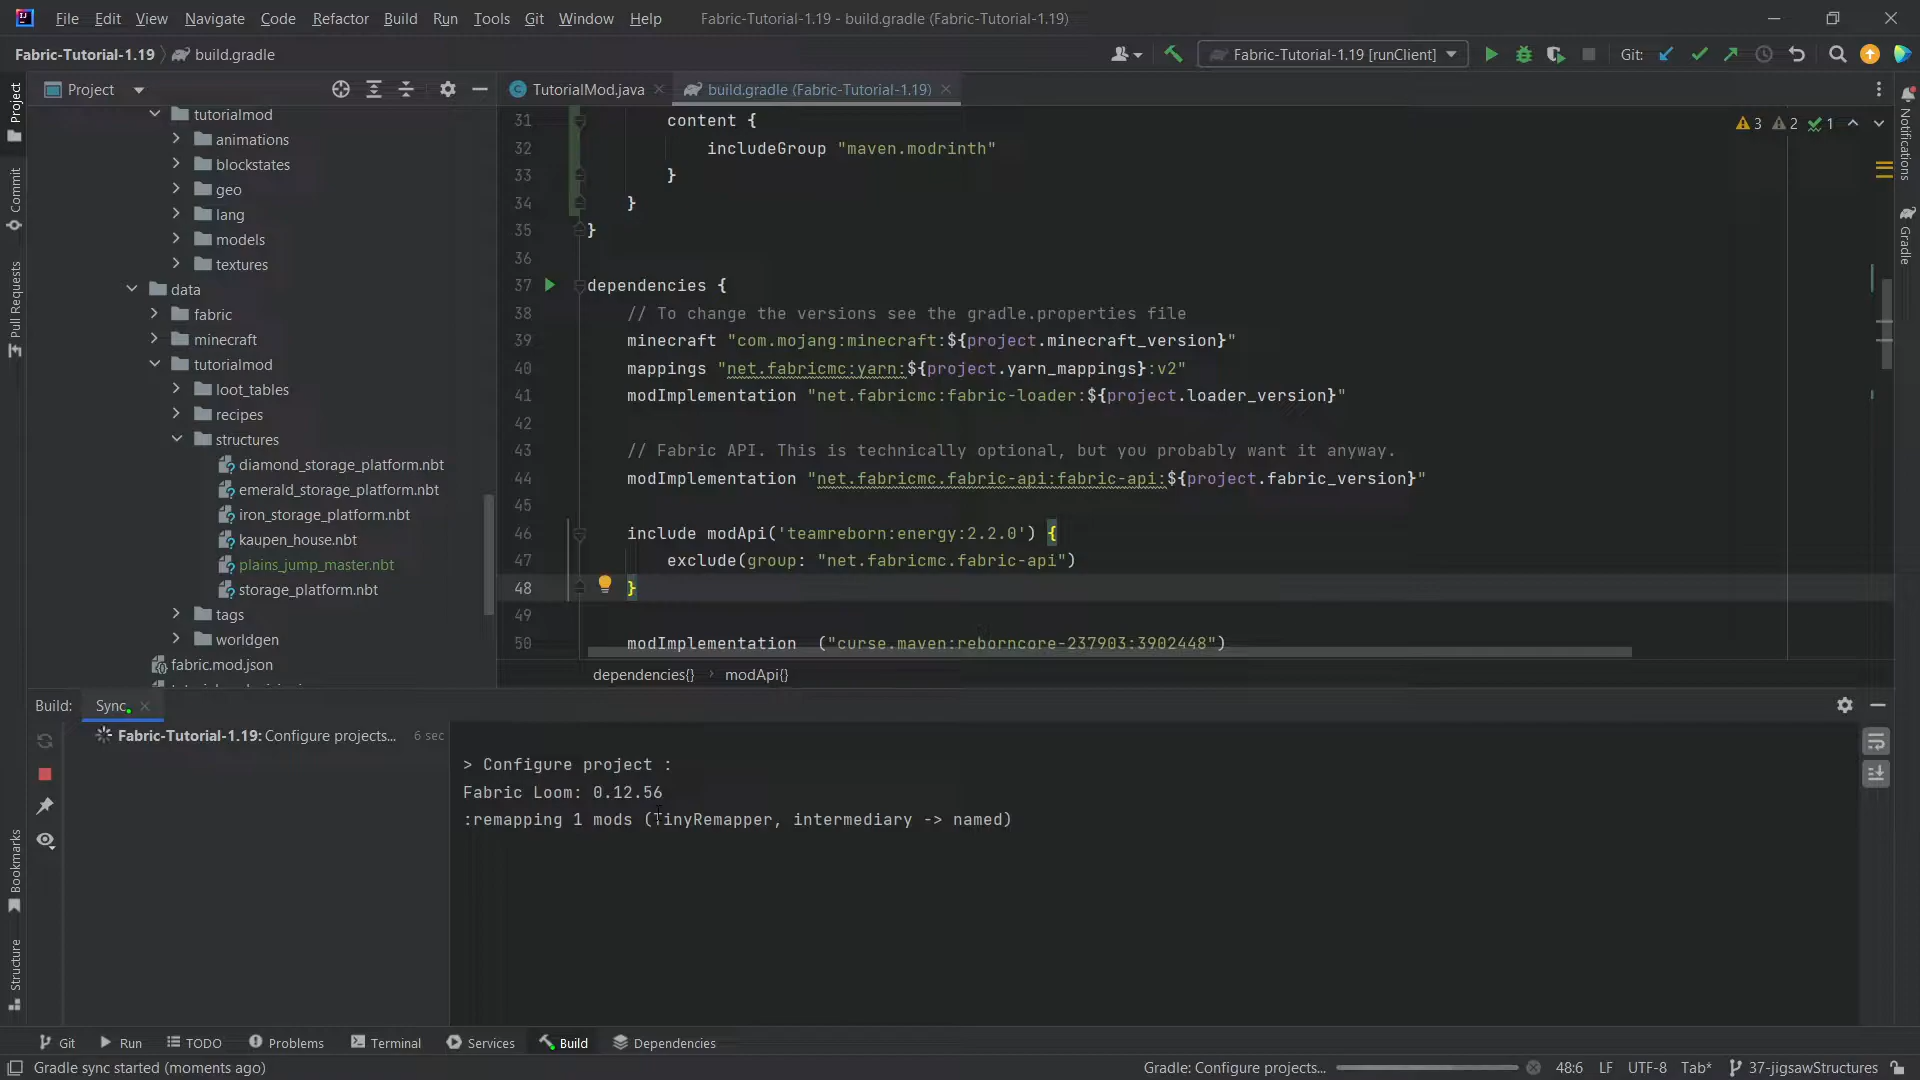 File Edit View Navigate Code Refactor Build Run Tools Git Window Help Fabric-Tutorial-1.19 - build.gradle (Fabric-Tutorial-1.19)
Fabric-Tutorial-1.19 build.gradle Fabric-Tutorial-1.19 [runClient] Git:
Project
TutorialMod.java build.gradle (Fabric-Tutorial-1.19)
Project
Commit
Pull Requests
Bookmarks
Structure
tutorialmod
animations
blockstates
geo
lang
models
textures
data
fabric
minecraft
tutorialmod
loot_tables
recipes
structures
diamond_storage_platform.nbt
emerald_storage_platform.nbt
iron_storage_platform.nbt
kaupen_house.nbt
plains_jump_master.nbt
storage_platform.nbt
tags
worldgen
fabric.mod.json
3 2 1
31 content {
32 includeGroup "maven.modrinth"
33 }
34 }
35 }
36
37 dependencies {
38 // To change the versions see the gradle.properties file
39 minecraft "com.mojang:minecraft:${project.minecraft_version}"
40 mappings "net.fabricmc:yarn:${project.yarn_mappings}:v2"
41 modImplementation "net.fabricmc:fabric-loader:${project.loader_version}"
42
43 // Fabric API. This is technically optional, but you probably want it anyway.
44 modImplementation "net.fabricmc.fabric-api:fabric-api:${project.fabric_version}"
45
46 include modApi('teamreborn:energy:2.2.0') {
47 exclude(group: "net.fabricmc.fabric-api")
48 }
49
50 modImplementation ("curse.maven:reborncore-237903:3902448")
dependencies{} modApi{}
Notifications
Gradle
Build: Sync
Fabric-Tutorial-1.19: Configure projects... 6 sec
> Configure project :
Fabric Loom: 0.12.56
:remapping 1 mods (TinyRemapper, intermediary -> named)
Git Run TODO Problems Terminal Services Build Dependencies
Gradle sync started (moments ago) Gradle: Configure projects... 48:6 LF UTF-8 Tab* 37-jigsawStructures